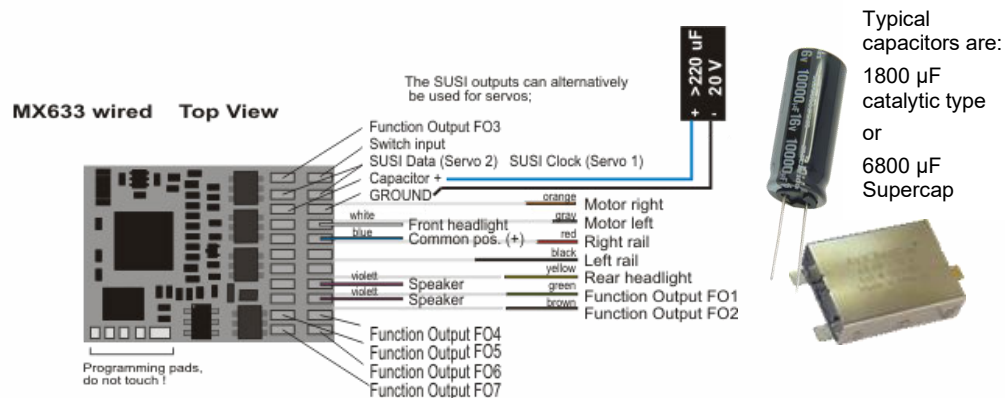 MX633 wired Top View
The SUSI outputs can alternatively
be used for servos;
+ >220 uF
- 20 V
Function Output FO3
Switch input
SUSI Data (Servo 2) SUSI Clock (Servo 1)
Capacitor +
GROUND
orange Motor right
white Front headlight
gray Motor left
blue Common pos. (+)
red Right rail
black Left rail
yellow Rear headlight
violett Speaker
green Function Output FO1
violett Speaker
brown Function Output FO2
Function Output FO4
Function Output FO5
Function Output FO6
Function Output FO7
Programming pads,
do not touch !
Typical
capacitors are:
1800 µF
catalytic type
or
6800 µF
Supercap
10000µF 16v